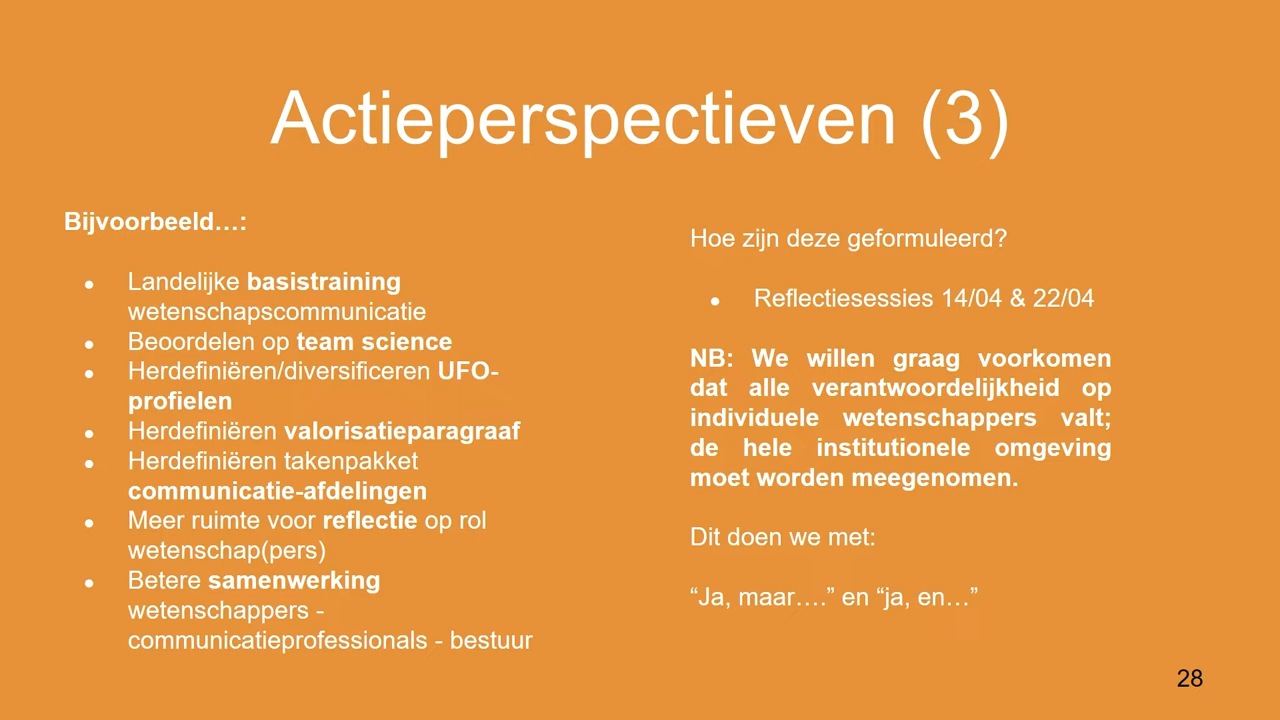 Actieperspectieven (3)
Bijvoorbeeld…:
● Landelijke basistraining
wetenschapscommunicatie
● Beoordelen op team science
● Herdefiniëren/diversificeren UFO-
profielen
● Herdefiniëren valorisatieparagraaf
● Herdefiniëren takenpakket
communicatie-afdelingen
● Meer ruimte voor reflectie op rol
wetenschap(pers)
● Betere samenwerking
wetenschappers -
communicatieprofessionals - bestuur
Hoe zijn deze geformuleerd?
● Reflectiesessies 14/04 & 22/04
NB: We willen graag voorkomen
dat alle verantwoordelijkheid op
individuele wetenschappers valt;
de hele institutionele omgeving
moet worden meegenomen.
Dit doen we met:
“Ja, maar….” en “ja, en…”
28